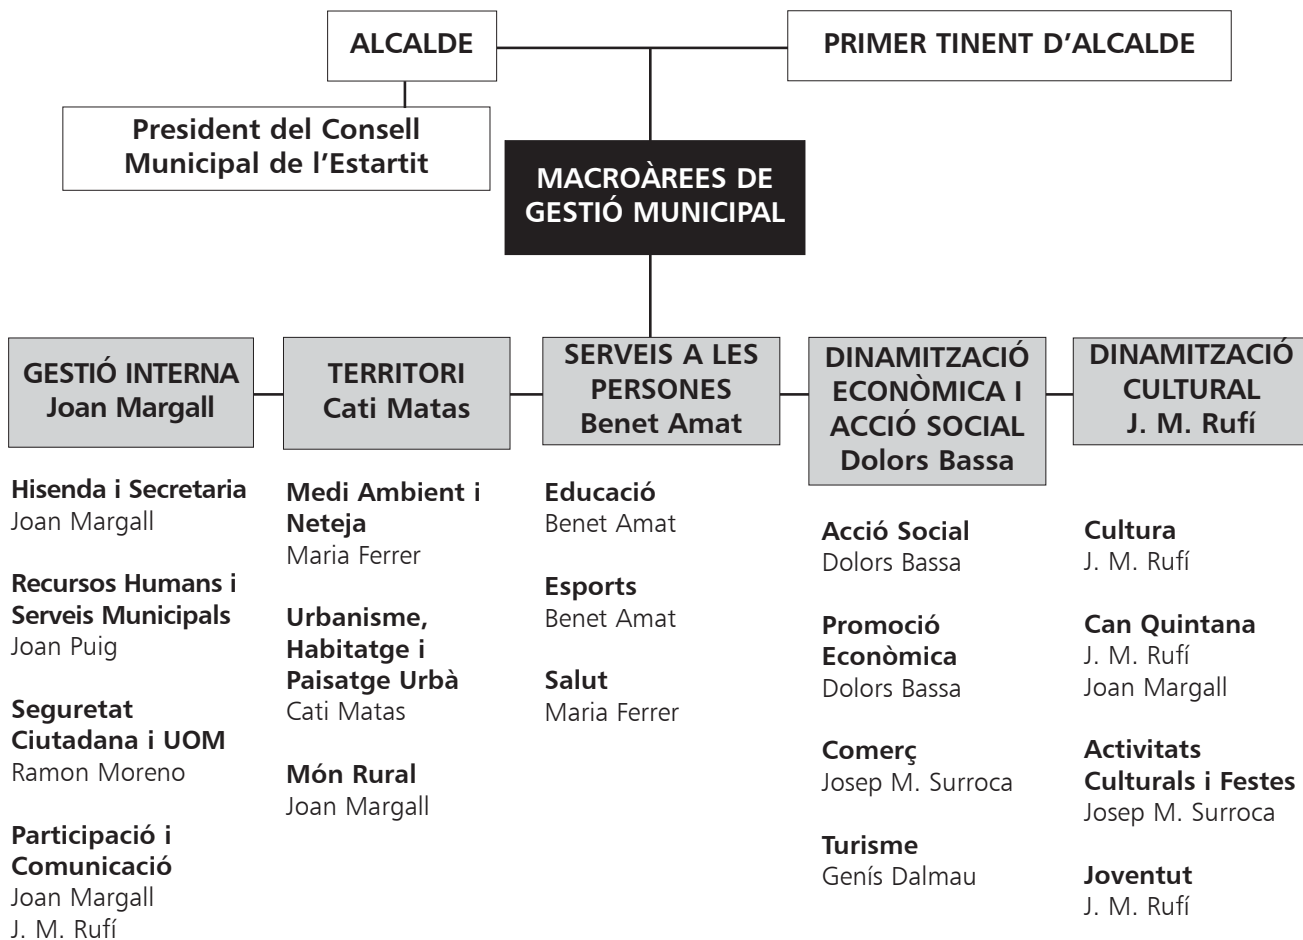 ALCALDE
PRIMER TINENT D'ALCALDE
President del Consell
Municipal de l'Estartit
MACROÀREES DE
GESTIÓ MUNICIPAL
GESTIÓ INTERNA
Joan Margall
Hisenda i Secretaria
Joan Margall
Recursos Humans i
Serveis Municipals
Joan Puig
Seguretat
Ciutadana i UOM
Ramon Moreno
Participació i
Comunicació
Joan Margall
J. M. Rufí
TERRITORI
Cati Matas
Medi Ambient i
Neteja
Maria Ferrer
Urbanisme,
Habitatge i
Paisatge Urbà
Cati Matas
Món Rural
Joan Margall
SERVEIS A LES
PERSONES
Benet Amat
Educació
Benet Amat
Esports
Benet Amat
Salut
Maria Ferrer
DINAMITZACIÓ
ECONÒMICA I
ACCIÓ SOCIAL
Dolors Bassa
Acció Social
Dolors Bassa
Promoció
Econòmica
Dolors Bassa
Comerç
Josep M. Surroca
Turisme
Genís Dalmau
DINAMITZACIÓ
CULTURAL
J. M. Rufí
Cultura
J. M. Rufí
Can Quintana
J. M. Rufí
Joan Margall
Activitats
Culturals i Festes
Josep M. Surroca
Joventut
J. M. Rufí